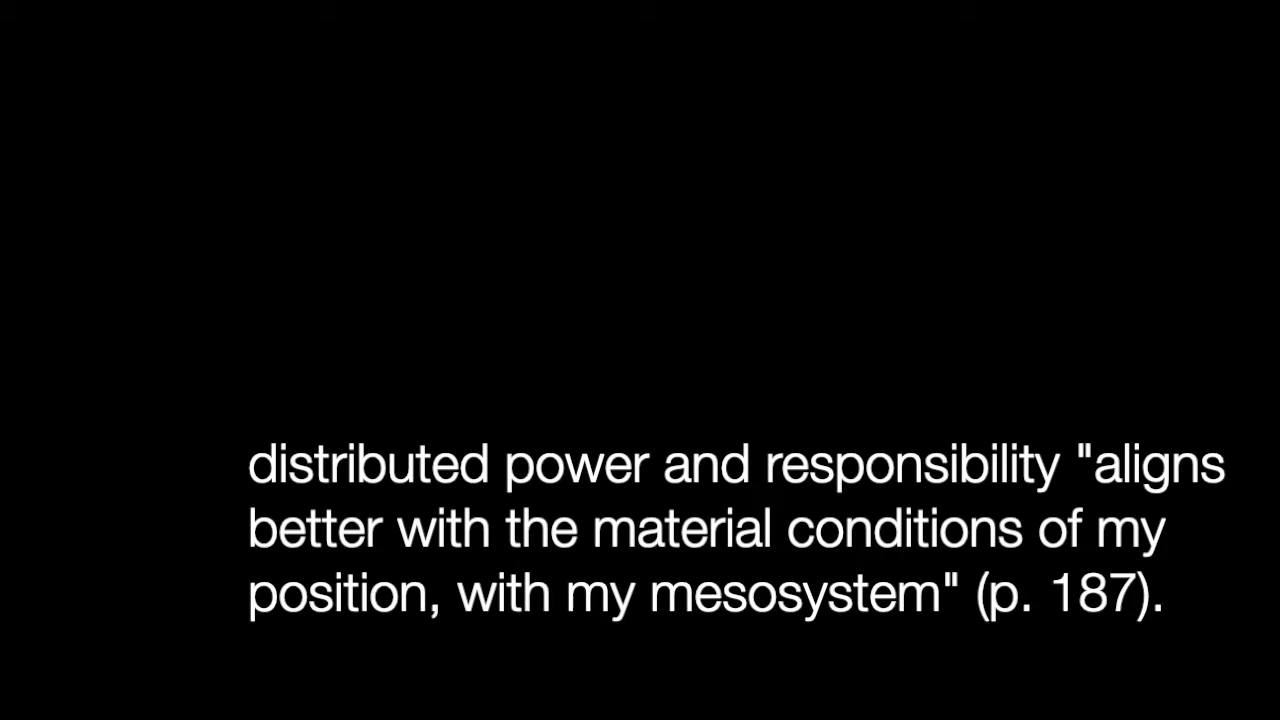 distributed power and responsibility "aligns
better with the material conditions of my
position, with my mesosystem" (p. 187).